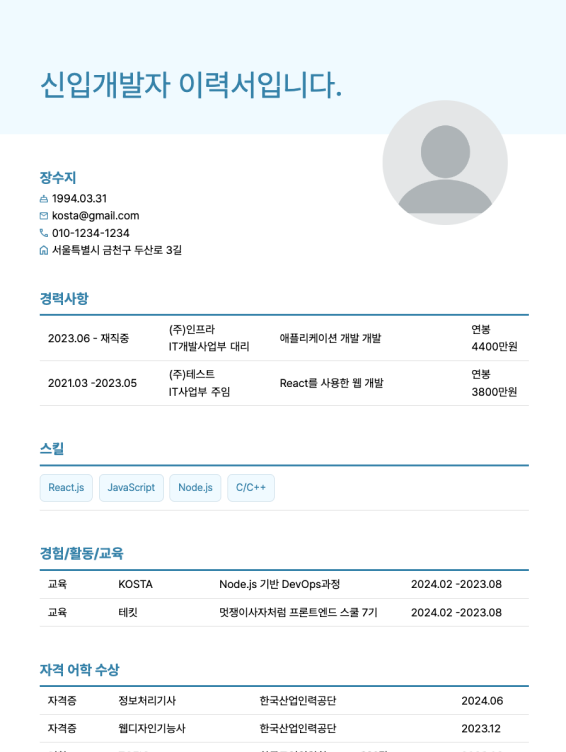 신입개발자 이력서입니다.
장수지
1994.03.31
kosta@gmail.com
010-1234-1234
서울특별시 금천구 두산로 3길
경력사항
2023.06 - 재직중 (주)인프라 애플리케이션 개발 개발 연봉
IT개발사업부 대리 4400만원
2021.03 -2023.05 (주)테스트 React를 사용한 웹 개발 연봉
IT사업부 주임 3800만원
스킬
React.js JavaScript Node.js C/C++
경험/활동/교육
교육 KOSTA Node.js 기반 DevOps과정 2024.02 -2023.08
교육 테킷 멋쟁이사자처럼 프론트엔드 스쿨 7기 2024.02 -2023.08
자격 어학 수상
자격증 정보처리기사 한국산업인력공단 2024.06
자격증 웹디자인기능사 한국산업인력공단 2023.12